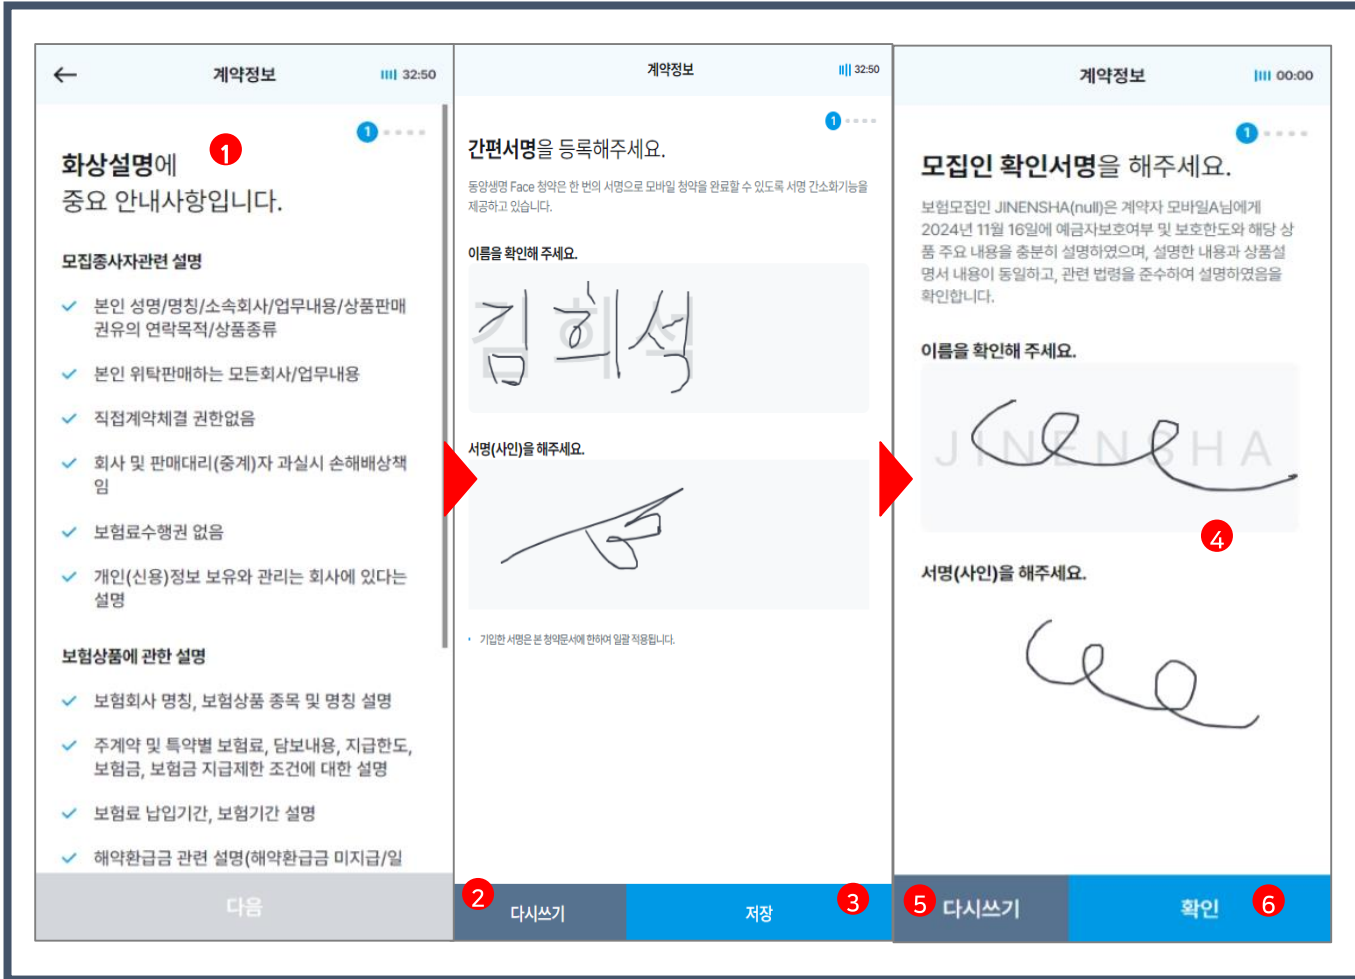 계약정보
32:50
1
1
화상설명에
중요 안내사항입니다.
모집종사자관련 설명
본인 성명/명칭/소속회사/업무내용/상품판매
권유의 연락목적/상품종류
본인 위탁판매하는 모든회사/업무내용
직접계약체결 권한없음
회사 및 판매대리(중계)자 과실시 손해배상책
임
보험료수행권 없음
개인(신용)정보 보유와 관리는 회사에 있다는
설명
보험상품에 관한 설명
보험회사 명칭, 보험상품 종목 및 명칭 설명
주계약 및 특약별 보험료, 담보내용, 지급한도,
보험금, 보험금 지급제한 조건에 대한 설명
보험료 납입기간, 보험기간 설명
해약환급금 관련 설명(해약환급금 미지급/일
다음
계약정보
32:50
1
간편서명을 등록해주세요.
동양생명 Face 청약은 한 번의 서명으로 모바일 청약을 완료할 수 있도록 서명 간소화기능을
제공하고 있습니다.
이름을 확인해 주세요.
김희석
서명(사인)을 해주세요.
기입한 서명은 본 청약문서에 한하여 일괄 적용됩니다.
2
다시쓰기
저장
3
계약정보
00:00
1
모집인 확인서명을 해주세요.
보험모집인 JINENSHA(null)은 계약자 모바일A님에게
2024년 11월 16일에 예금자보호여부 및 보호한도와 해당 상
품 주요 내용을 충분히 설명하였으며, 설명한 내용과 상품설
명서 내용이 동일하고, 관련 법령을 준수하여 설명하였음을
확인합니다.
이름을 확인해 주세요.
JINENSHA
4
서명(사인)을 해주세요.
5
다시쓰기
확인
6